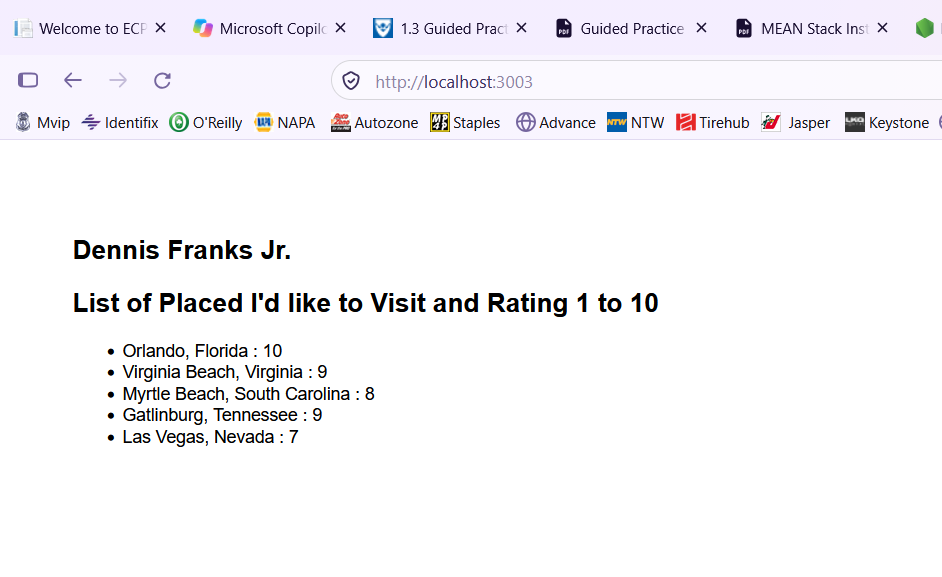 Welcome to ECP
Microsoft Copilo
1.3 Guided Pract
Guided Practice
MEAN Stack Inst
http://localhost:3003
Mvip Identifix O'Reilly NAPA Autozone Staples Advance NTW Tirehub Jasper Keystone
Dennis Franks Jr.
List of Placed I'd like to Visit and Rating 1 to 10
• Orlando, Florida : 10
• Virginia Beach, Virginia : 9
• Myrtle Beach, South Carolina : 8
• Gatlinburg, Tennessee : 9
• Las Vegas, Nevada : 7